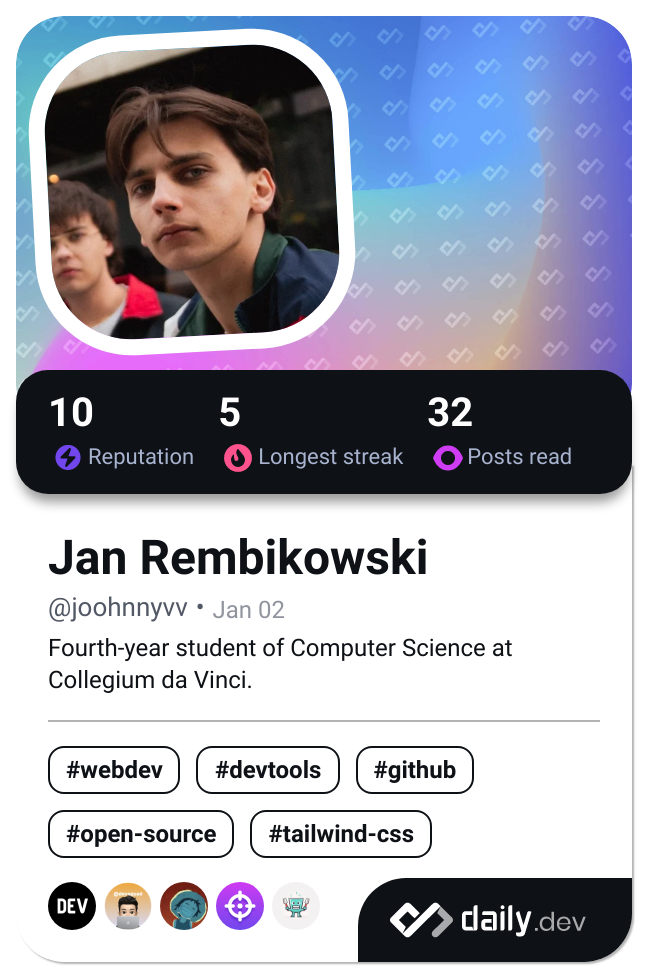 10 5 32
Reputation Longest streak Posts read
Jan Rembikowski
@joohnnyvv • Jan 02
Fourth-year student of Computer Science at
Collegium da Vinci.
#webdev #devtools #github
#open-source #tailwind-css
DEV
daily.dev